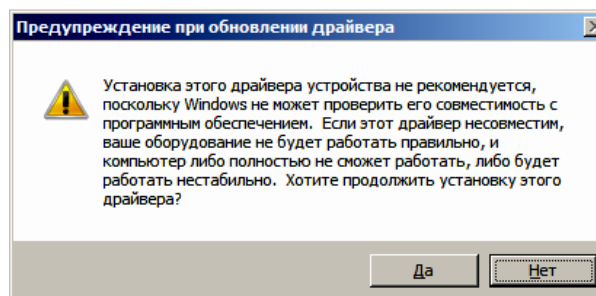 Предупреждение при обновлении драйвера
Установка этого драйвера устройства не рекомендуется,
поскольку Windows не может проверить его совместимость с
программным обеспечением.  Если этот драйвер несовместим,
ваше оборудование не будет работать правильно, и
компьютер либо полностью не сможет работать, либо будет
работать нестабильно.  Хотите продолжить установку этого
драйвера?
Да
Нет